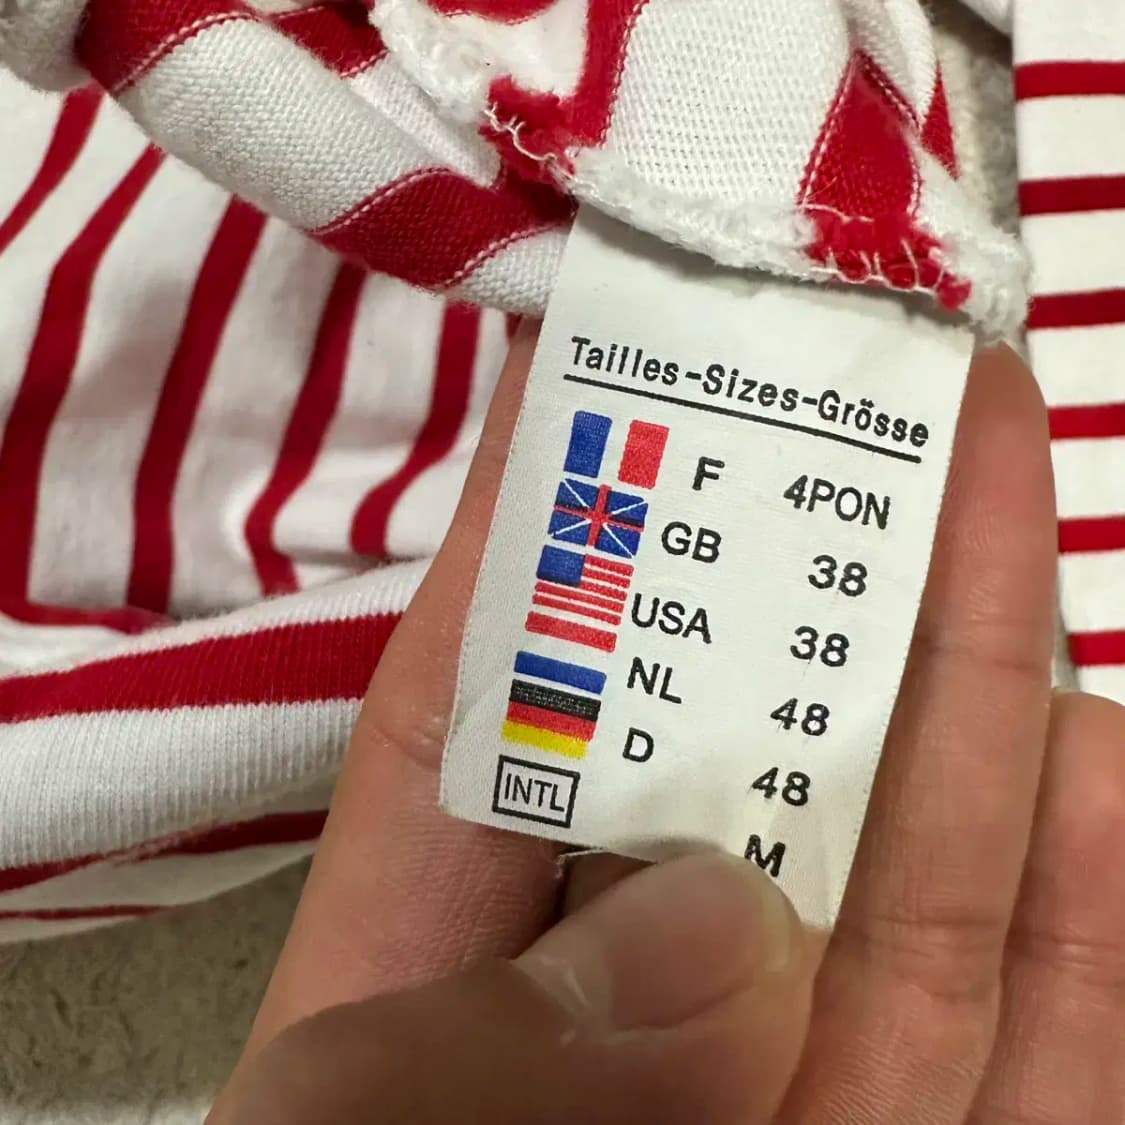 Tailles-Sizes-Grösse
F 4PON
GB 38
USA 38
NL 48
D 48
INTL M